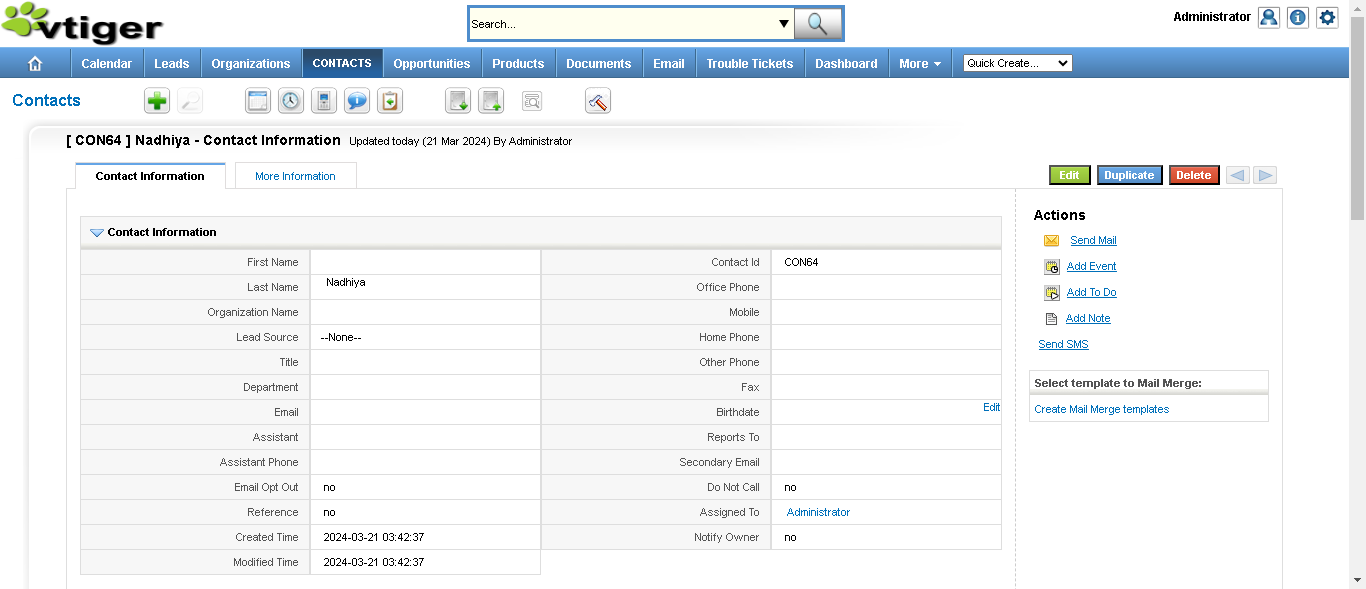 vtiger
Search...
Administrator
Calendar Leads Organizations CONTACTS Opportunities Products Documents Email Trouble Tickets Dashboard More Quick Create...
Contacts
[ CON64 ] Nadhiya - Contact Information Updated today (21 Mar 2024) By Administrator
Contact Information More Information Edit Duplicate Delete
Contact Information
First Name Contact Id CON64
Last Name Nadhiya Office Phone
Organization Name Mobile
Lead Source --None-- Home Phone
Title Other Phone
Department Fax
Email Birthdate Edit
Assistant Reports To
Assistant Phone Secondary Email
Email Opt Out no Do Not Call no
Reference no Assigned To Administrator
Created Time 2024-03-21 03:42:37 Notify Owner no
Modified Time 2024-03-21 03:42:37
Actions
Send Mail
Add Event
Add To Do
Add Note
Send SMS
Select template to Mail Merge:
Create Mail Merge templates